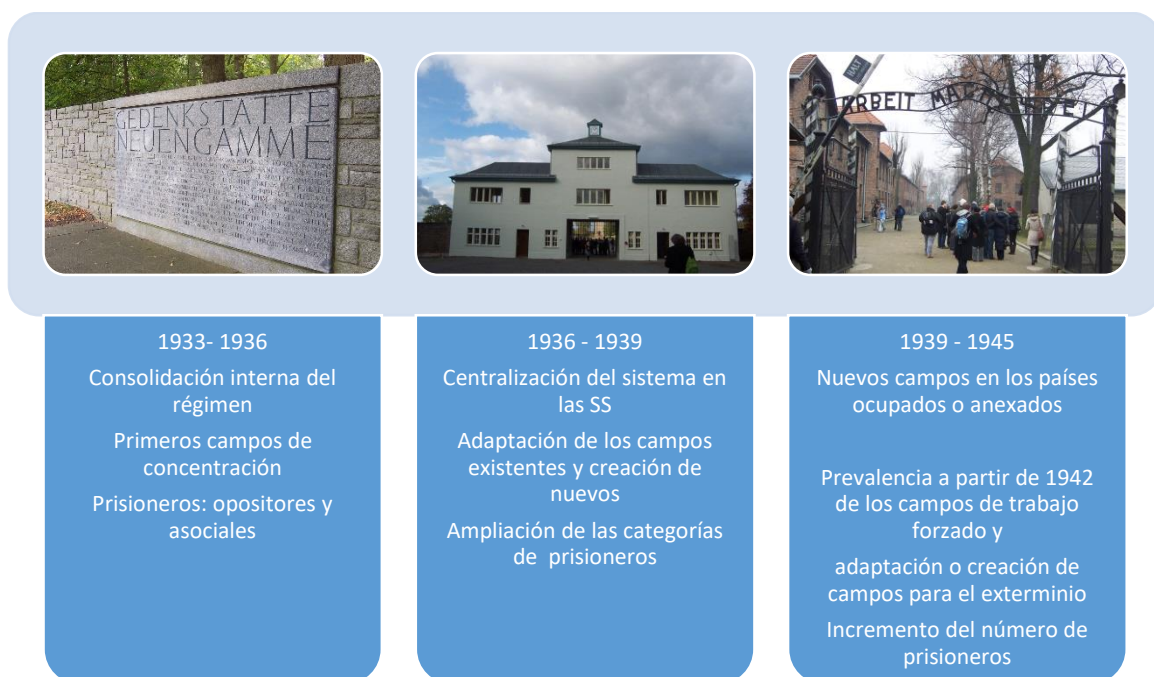 GEDENKSTÄTTE
NEUENGAMME
HALT
ARBEIT MACHT FREI
1933- 1936
Consolidación interna del
régimen
Primeros campos de
concentración
Prisioneros: opositores y
asociales
1936 - 1939
Centralización del sistema en
las SS
Adaptación de los campos
existentes y creación de
nuevos
Ampliación de las categorías
de prisioneros
1939 - 1945
Nuevos campos en los países
ocupados o anexados
Prevalencia a partir de 1942
de los campos de trabajo
forzado y
adaptación o creación de
campos para el exterminio
Incremento del número de
prisioneros